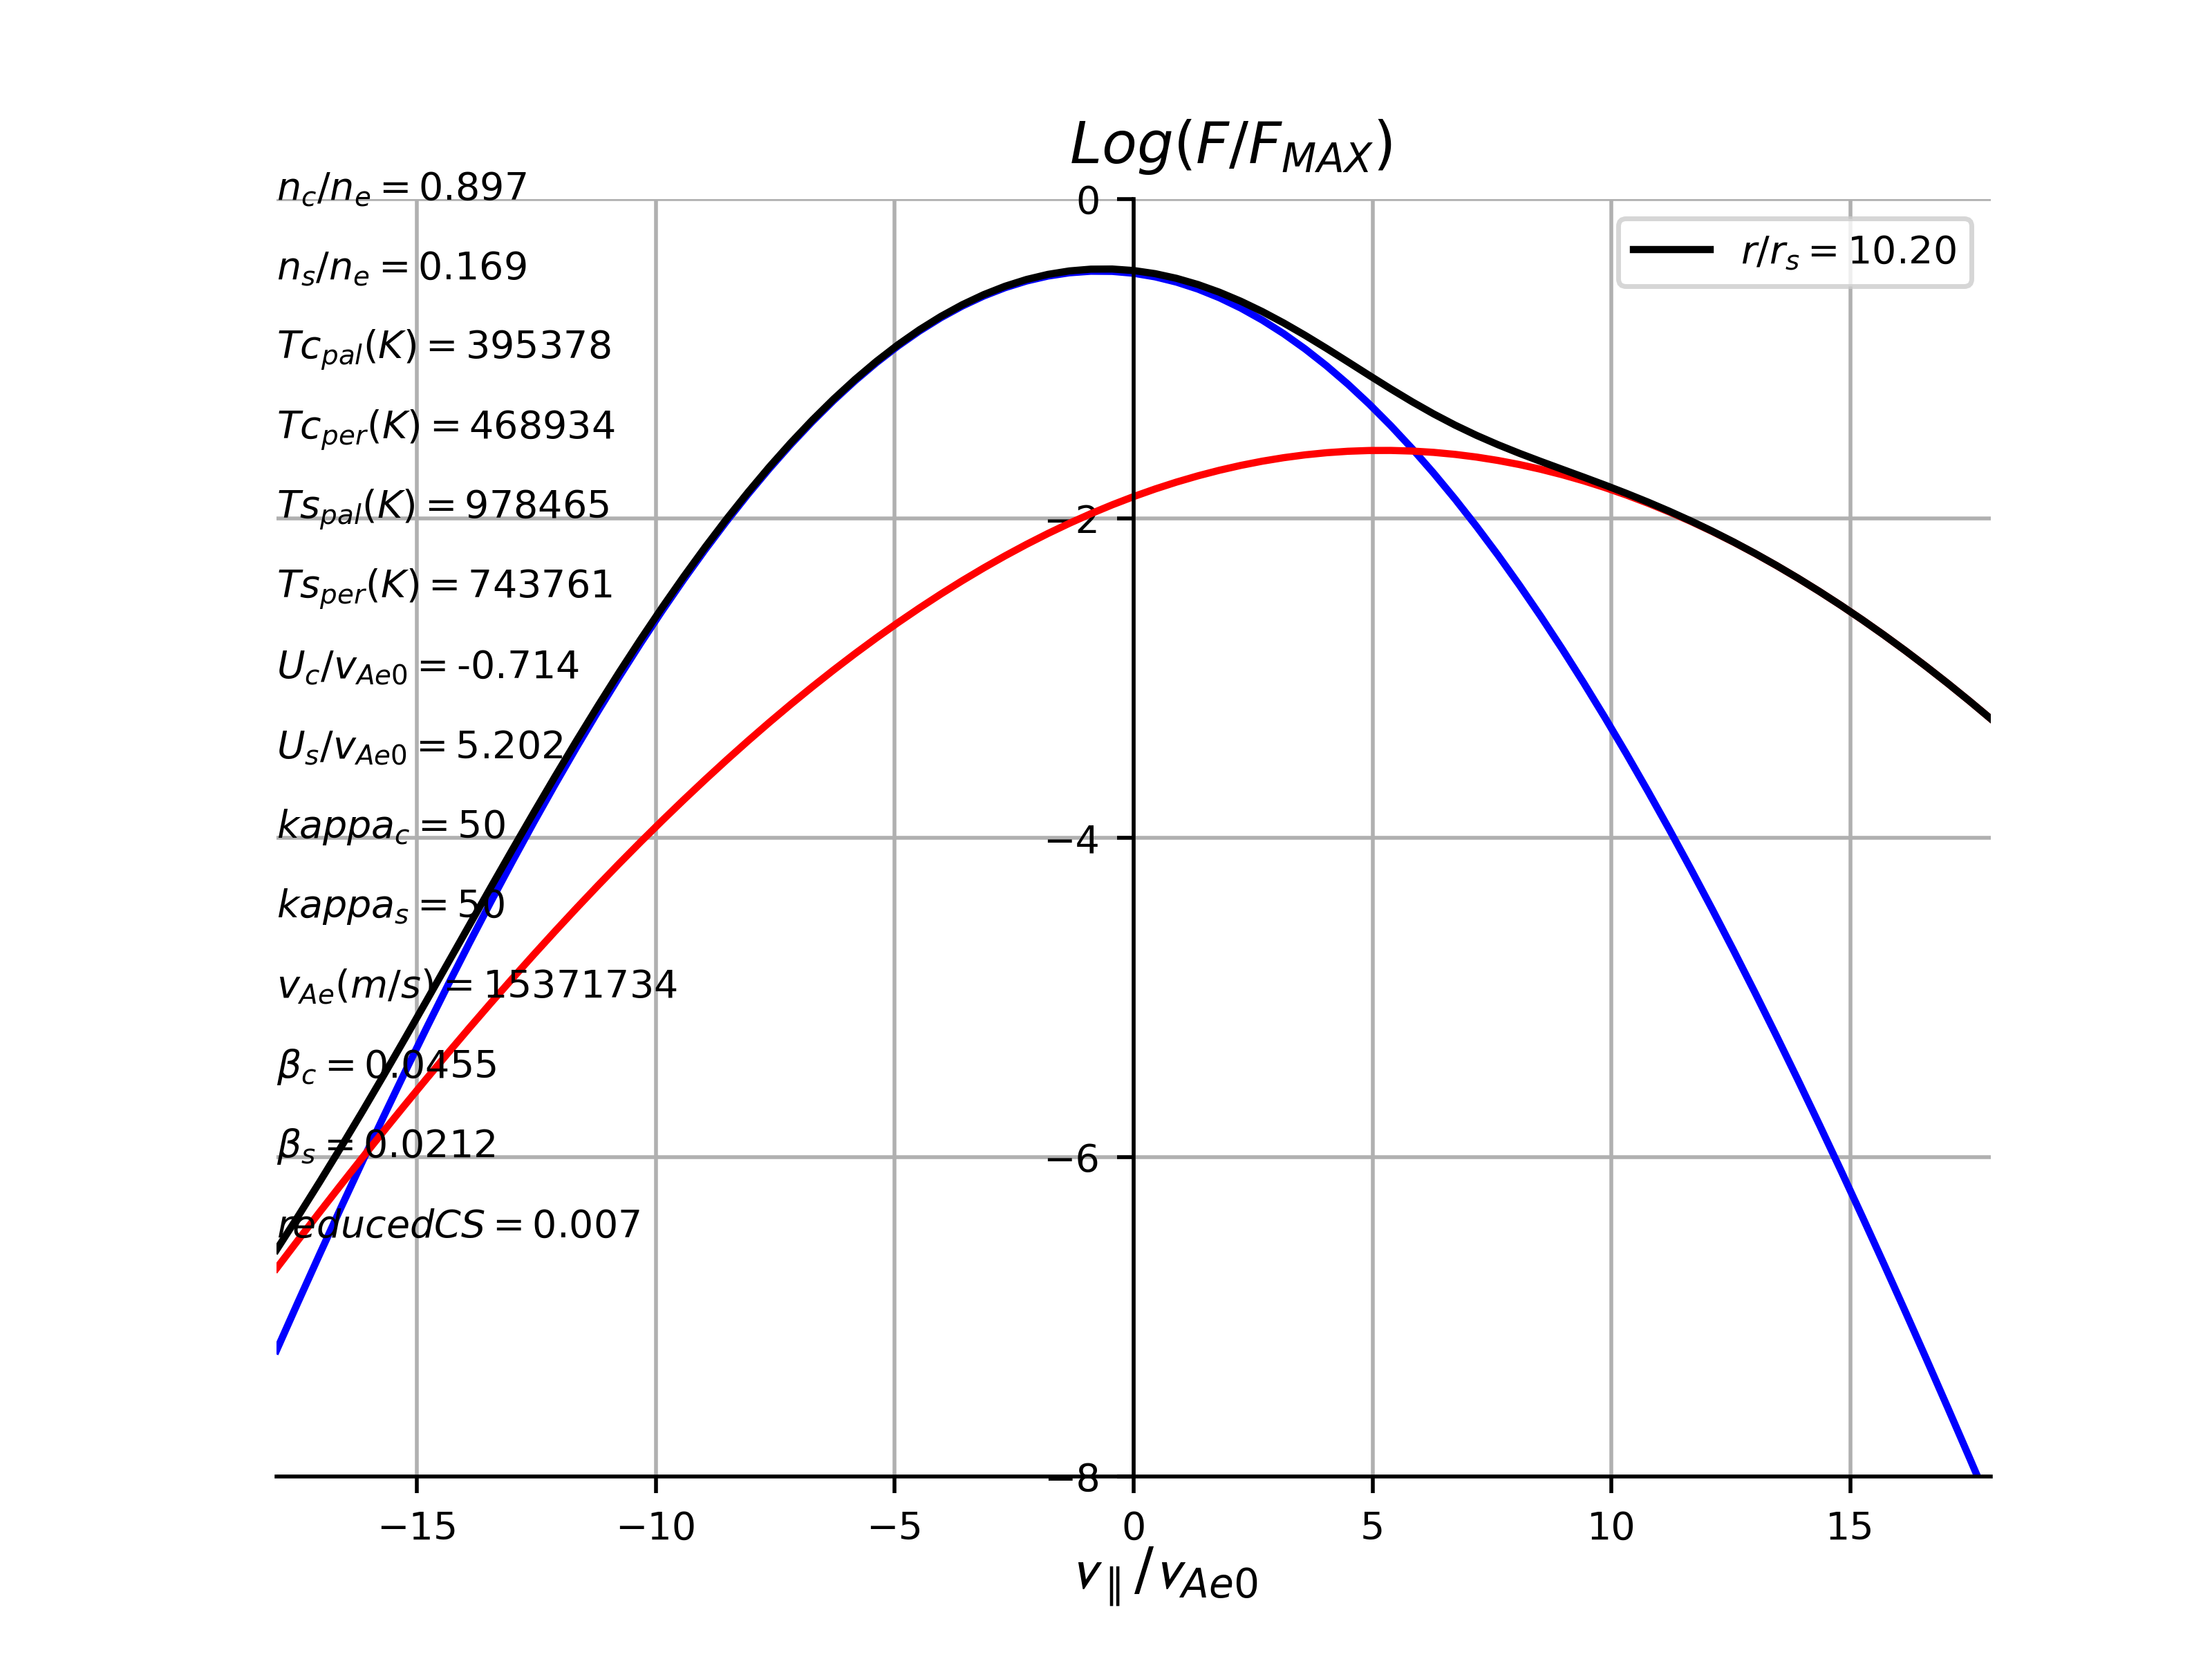 Log(F/F_MAX)
n_c/n_e = 0.897
n_s/n_e = 0.169
Tc_pal(K) = 395378
Tc_per(K) = 468934
Ts_pal(K) = 978465
Ts_per(K) = 743761
U_c/v_Ae0 = -0.714
U_s/v_Ae0 = 5.202
kappa_c = 50
kappa_s = 50
v_Ae(m/s) = 15371734
β_c = 0.0455
β_s = 0.0212
reducedCS = 0.007
r/r_s = 10.20
0
−2
−4
−6
−8
−15 −10 −5 0 5 10 15
v_∥/v_Ae0